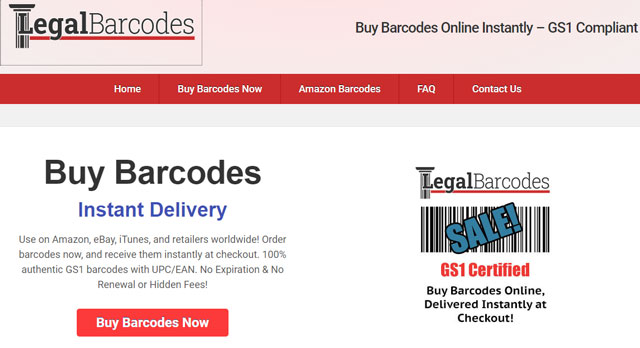 LegalBarcodes
Buy Barcodes Online Instantly – GS1 Compliant
Home Buy Barcodes Now Amazon Barcodes FAQ Contact Us
Buy Barcodes
Instant Delivery
Use on Amazon, eBay, iTunes, and retailers worldwide! Order
barcodes now, and receive them instantly at checkout. 100%
authentic GS1 barcodes with UPC/EAN. No Expiration & No
Renewal or Hidden Fees!
Buy Barcodes Now
LegalBarcodes
SALE!
GS1 Certified
Buy Barcodes Online,
Delivered Instantly at
Checkout!